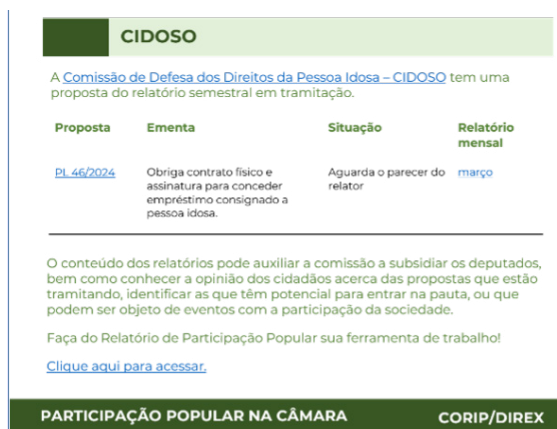 CIDOSO
A Comissão de Defesa dos Direitos da Pessoa Idosa – CIDOSO tem uma
proposta do relatório semestral em tramitação.
Proposta Ementa Situação Relatório
mensal
PL 46/2024 Obriga contrato físico e Aguarda o parecer do março
assinatura para conceder relator
empréstimo consignado a
pessoa idosa.
O conteúdo dos relatórios pode auxiliar a comissão a subsidiar os deputados,
bem como conhecer a opinião dos cidadãos acerca das propostas que estão
tramitando, identificar as que têm potencial para entrar na pauta, ou que
podem ser objeto de eventos com a participação da sociedade.
Faça do Relatório de Participação Popular sua ferramenta de trabalho!
Clique aqui para acessar.
PARTICIPAÇÃO POPULAR NA CÂMARA CORIP/DIREX